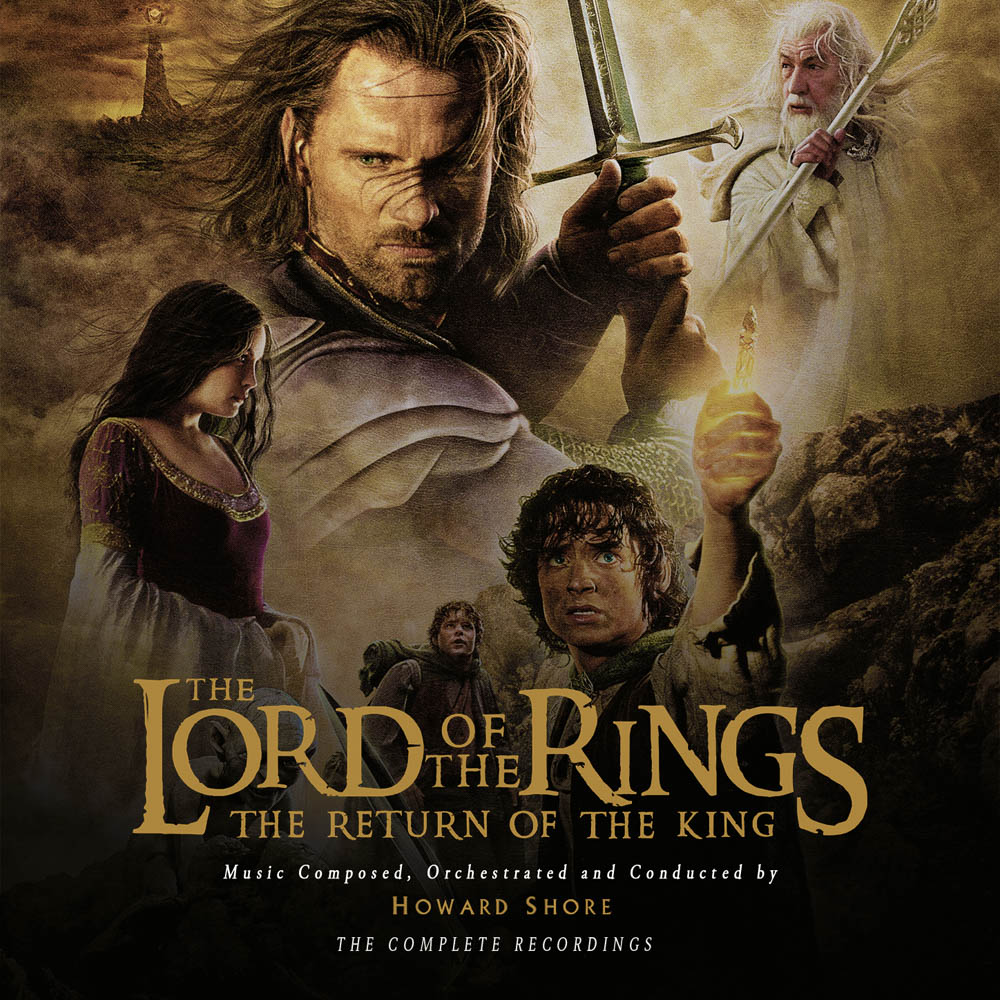 THE LORD OF THE RINGS
THE RETURN OF THE KING
Music Composed, Orchestrated and Conducted by
HOWARD SHORE
THE COMPLETE RECORDINGS